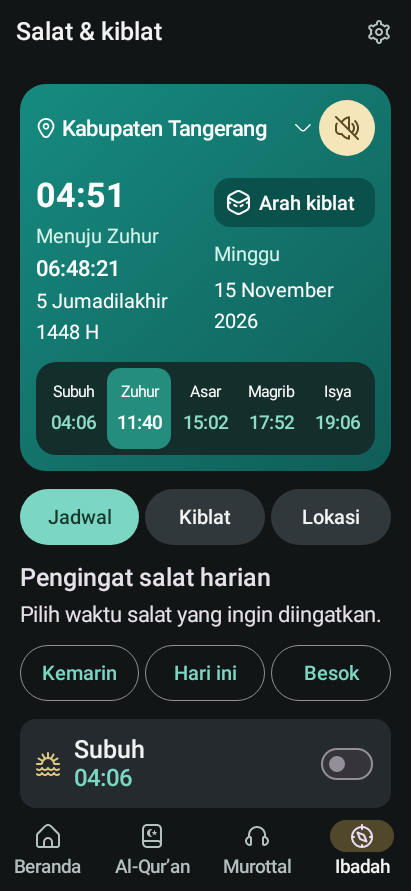 Salat & kiblat
Kabupaten Tangerang
04:51
Menuju Zuhur
06:48:21
5 Jumadilakhir
1448 H
Arah kiblat
Minggu
15 November
2026
Subuh Zuhur Asar Magrib Isya
04:06 11:40 15:02 17:52 19:06
Jadwal Kiblat Lokasi
Pengingat salat harian
Pilih waktu salat yang ingin diingatkan.
Kemarin Hari ini Besok
Subuh
04:06
Beranda Al-Qur’an Murottal Ibadah